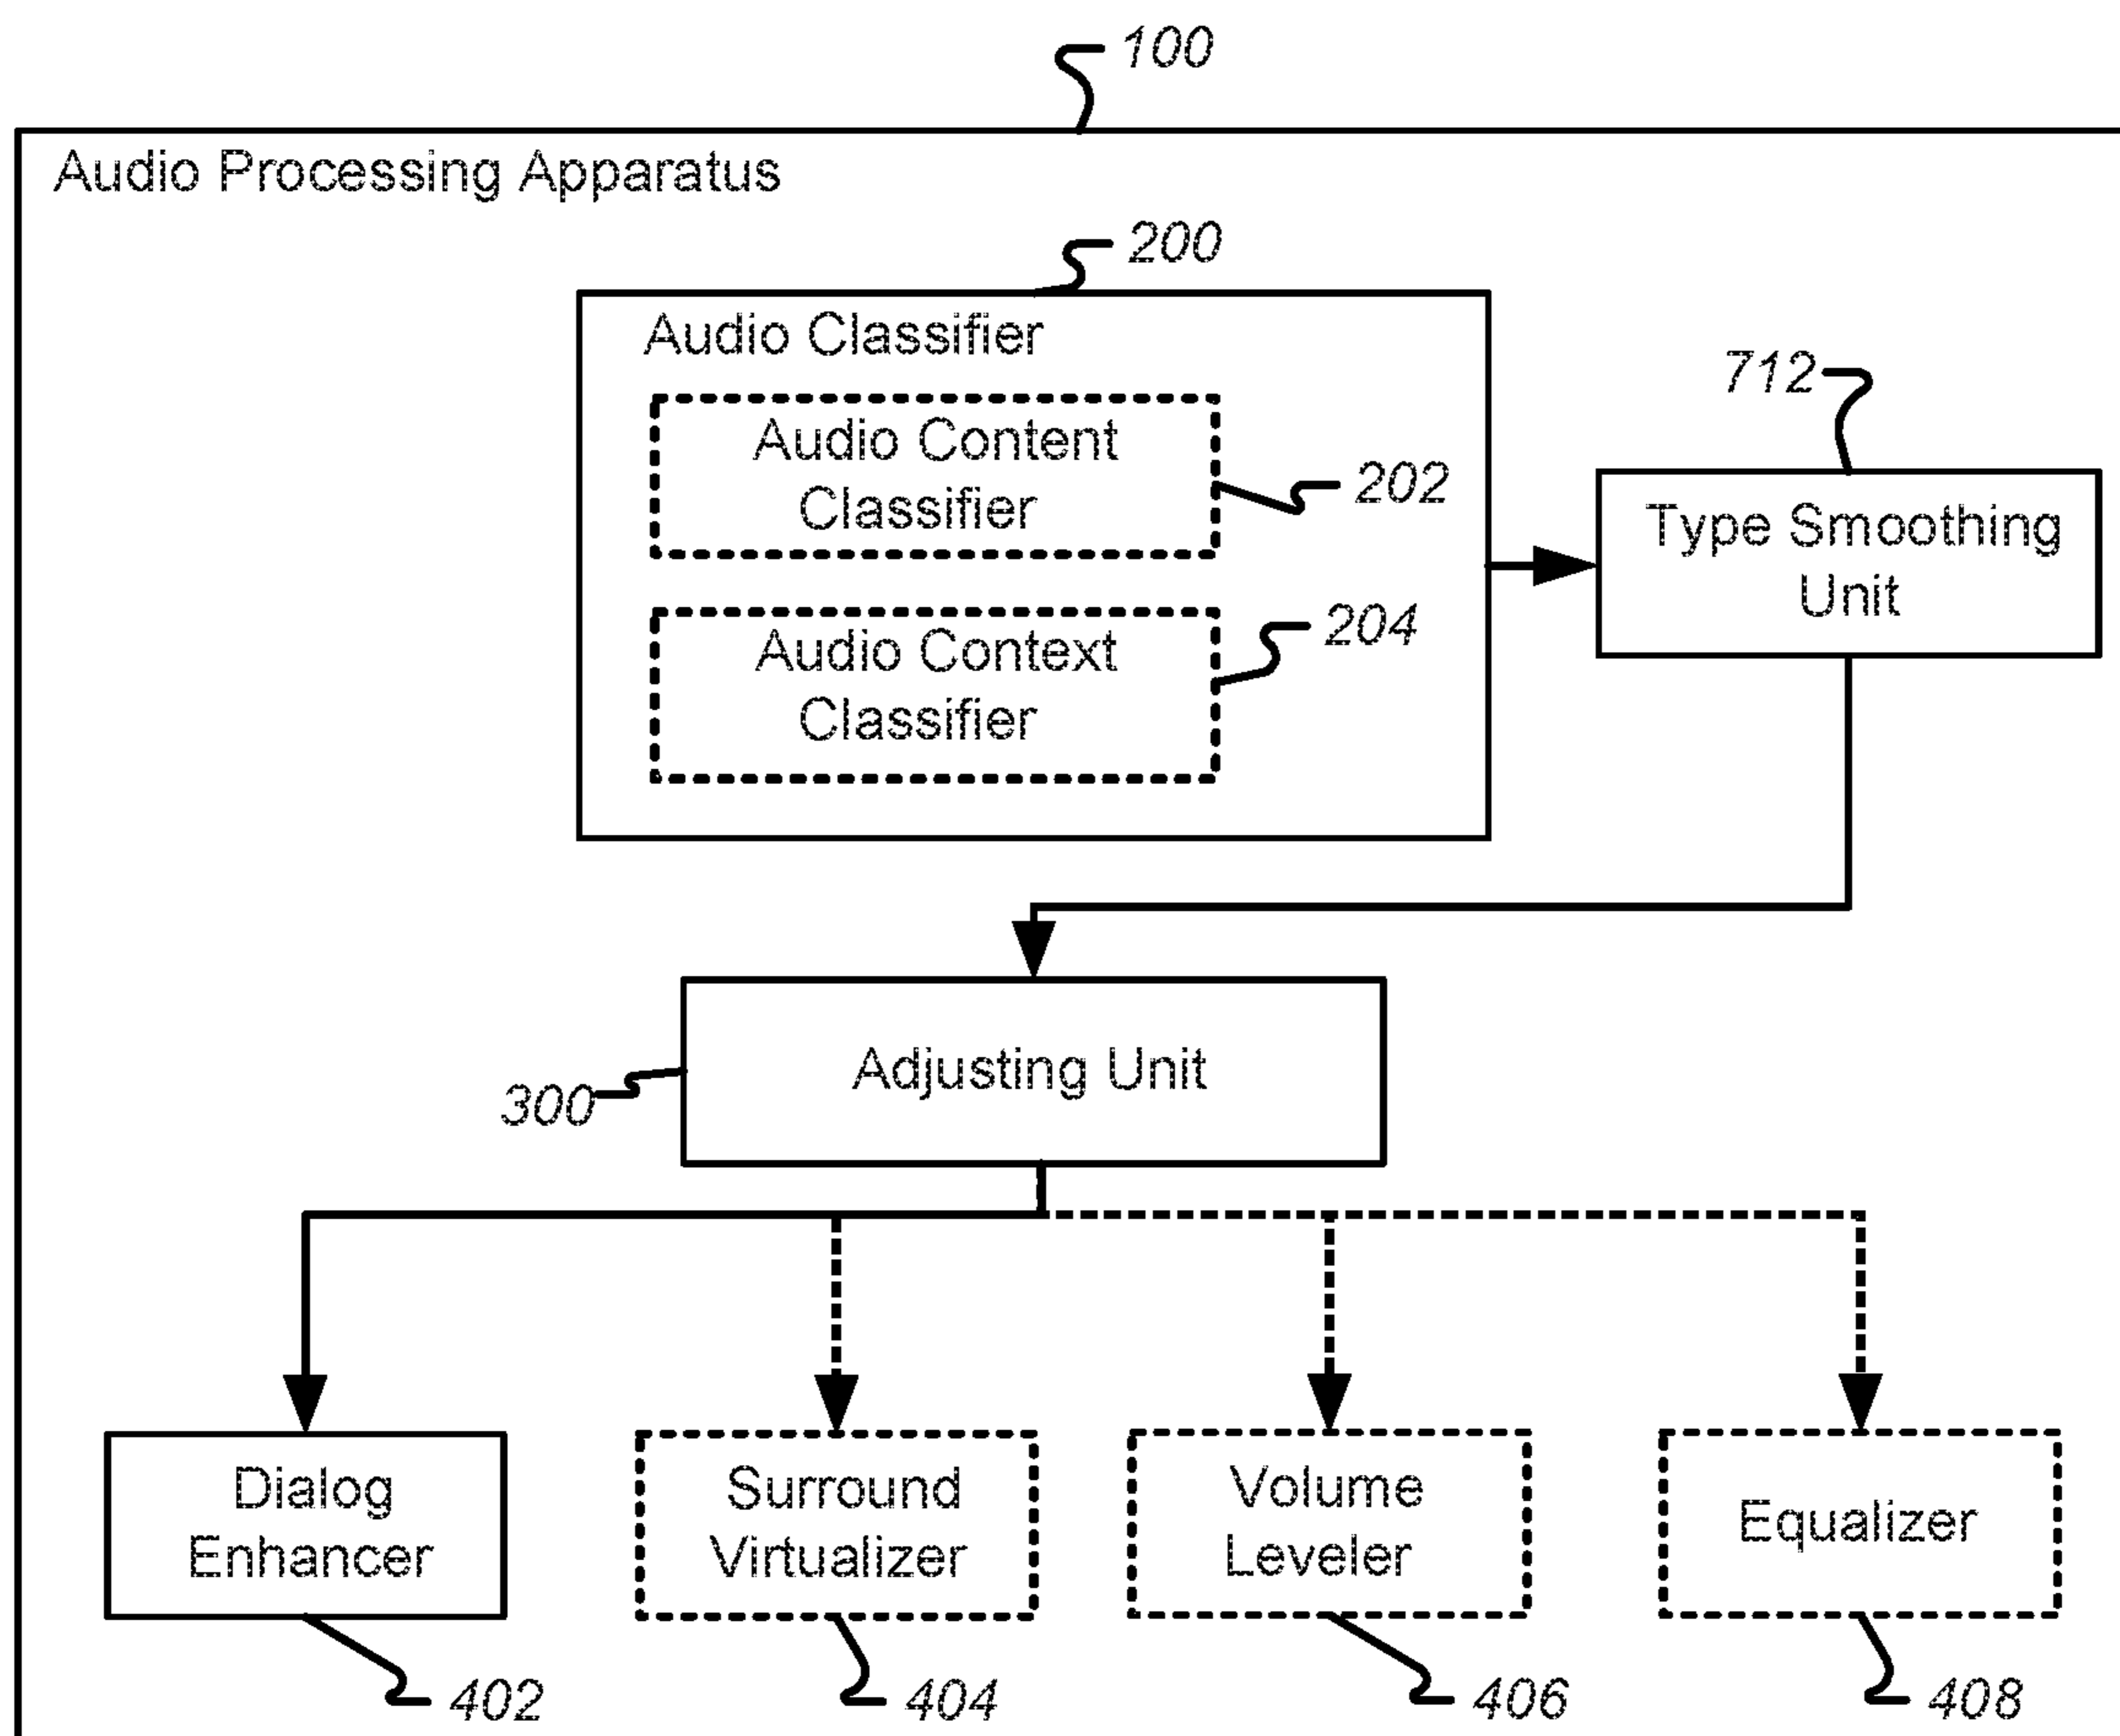 100
Audio Processing Apparatus
200
Audio Classifier
712
Audio Content
Classifier
202
Type Smoothing
Unit
Audio Context
Classifier
204
Adjusting Unit
300
Dialog
Enhancer
Surround
Virtualizer
Volume
Leveler
Equalizer
402
404
406
408